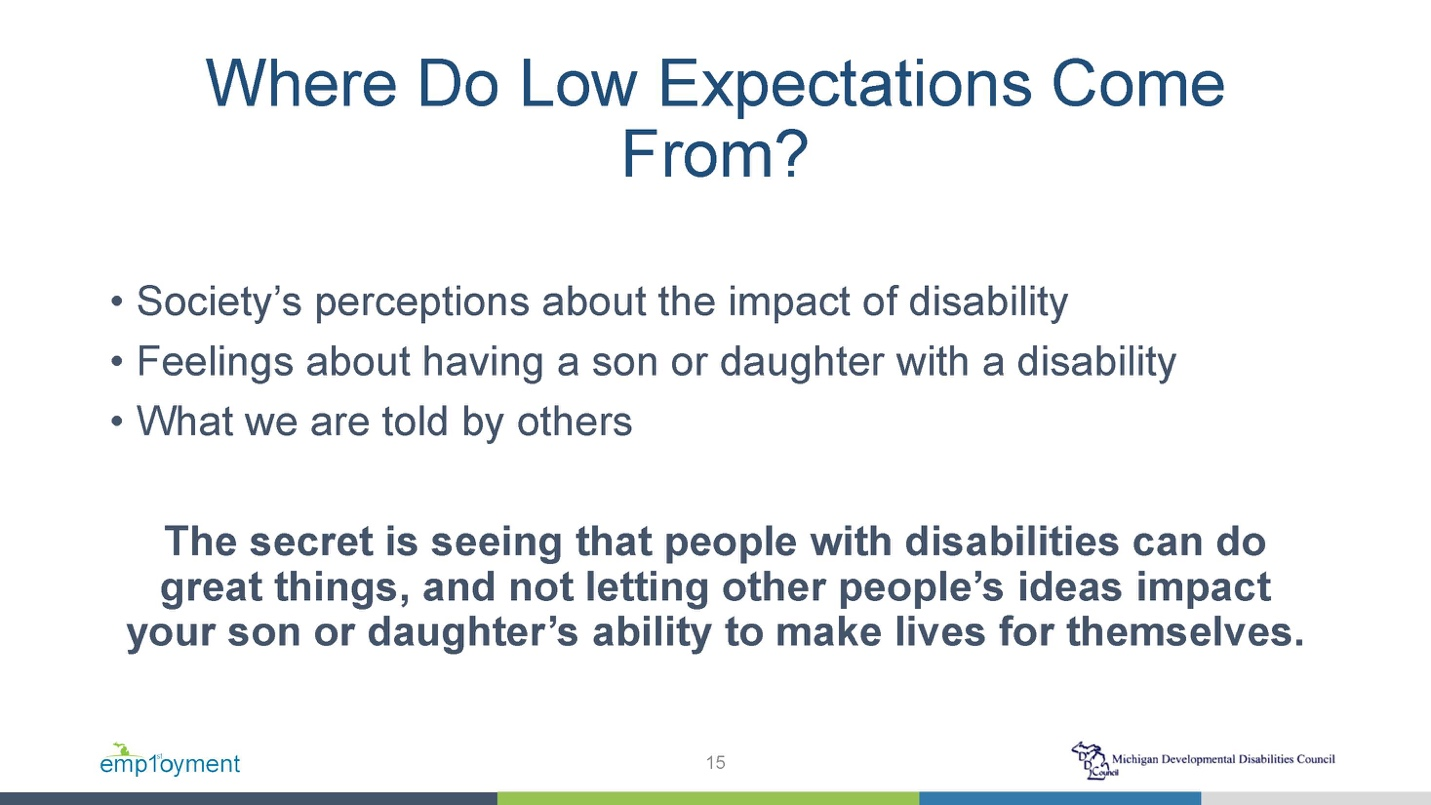 Where Do Low Expectations Come
From?
• Society’s perceptions about the impact of disability
• Feelings about having a son or daughter with a disability
• What we are told by others
The secret is seeing that people with disabilities can do
great things, and not letting other people’s ideas impact
your son or daughter’s ability to make lives for themselves.
emp1stoyment
15
DD Council
Michigan Developmental Disabilities Council